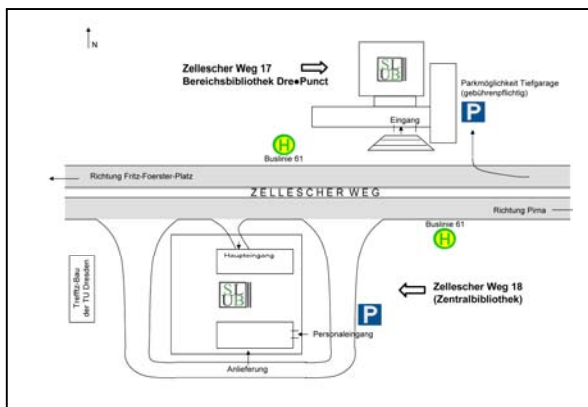 N
Zellescher Weg 17
Bereichsbibliothek Dre●Punct
SL
UB
Parkmöglichkeit Tiefgarage
(gebührenpflichtig)
P
Eingang
H
Buslinie 61
Richtung Fritz-Foerster-Platz
ZELLESCHER WEG
Richtung Pirna
Buslinie 61
H
Haupteingang
Trefftz-Bau
der TU Dresden
SL
UB
Zellescher Weg 18
(Zentralbibliothek)
P
Personaleingang
Anlieferung